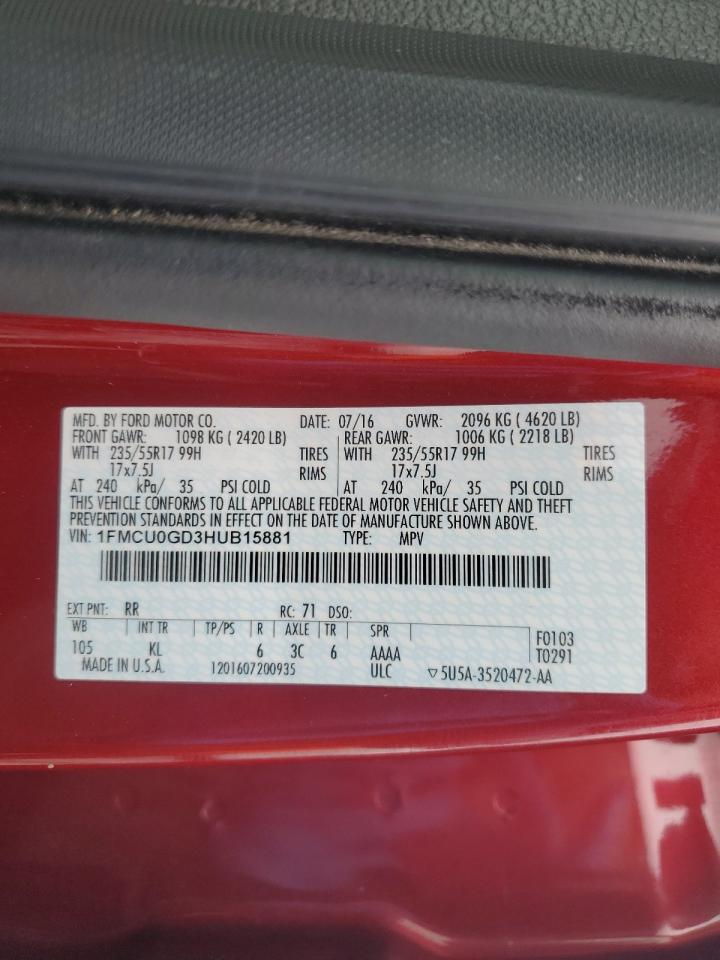 MFD. BY FORD MOTOR CO. DATE: 07/16 GVWR: 2096 KG ( 4620 LB)
FRONT GAWR: 1098 KG ( 2420 LB) REAR GAWR: 1006 KG ( 2218 LB)
WITH 235/55R17 99H TIRES WITH 235/55R17 99H TIRES
17x7.5J RIMS 17x7.5J RIMS
AT 240 kPa/ 35 PSI COLD AT 240 kPa/ 35 PSI COLD
THIS VEHICLE CONFORMS TO ALL APPLICABLE FEDERAL MOTOR VEHICLE SAFETY AND THEFT
PREVENTION STANDARDS IN EFFECT ON THE DATE OF MANUFACTURE SHOWN ABOVE.
VIN: 1FMCU0GD3HUB15881 TYPE: MPV
EXT PNT: RR RC: 71 DSO:
WB INT TR TP/PS R AXLE TR SPR F0103
105 KL 6 3C 6 AAAA T0291
MADE IN U.S.A. 1201607200935 ULC ▽5U5A-3520472-AA